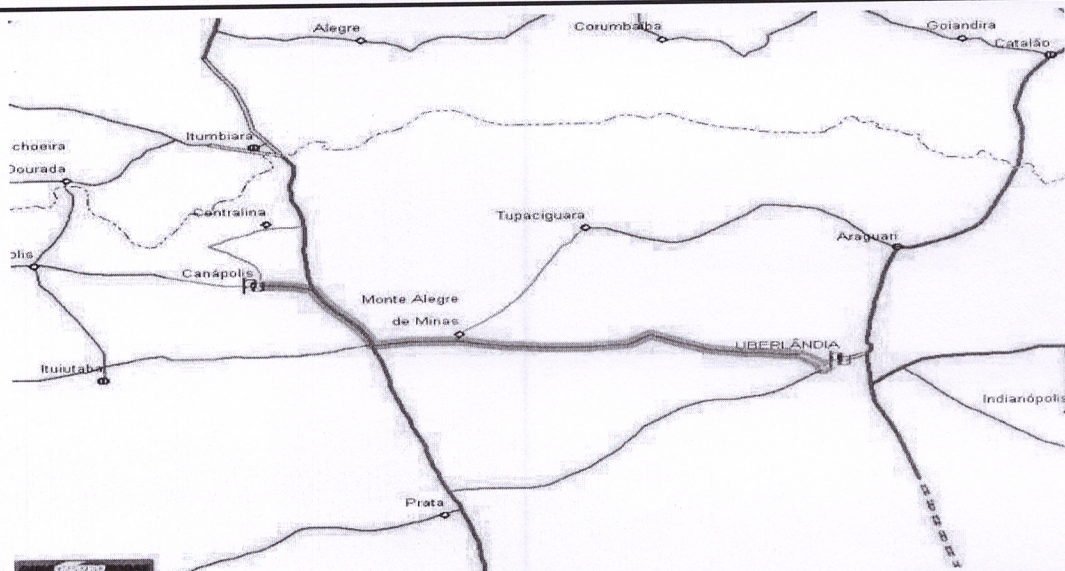 Alegre
Corumbaíba
Goiandira
Catalão
Itumbiara
choeira
Dourada
Centralina
Tupaciguara
Araguari
olis
Canápolis
Monte Alegre
de Minas
UBERLÂNDIA
Ituiutaba
Indianópolis
Prata